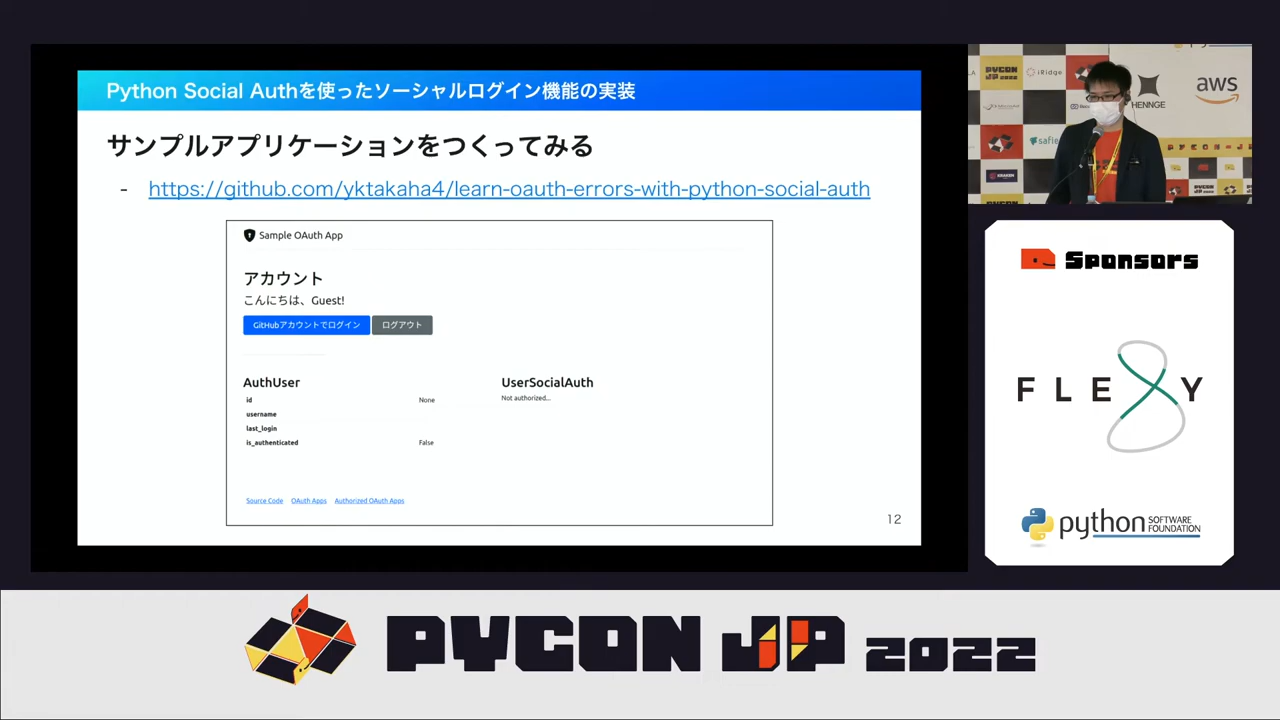 Python Social Authを使ったソーシャルログイン機能の実装
サンプルアプリケーションをつくってみる
- https://github.com/yktakaha4/learn-oauth-errors-with-python-social-auth
Sample OAuth App
アカウント
こんにちは、Guest!
GitHubアカウントでログイン ログアウト
AuthUser
id None
username
last_login
is_authenticated False
UserSocialAuth
Not authorized...
Source Code OAuth Apps Authorized OAuth Apps
12
PYCON JP 2022
iRidge
HENNGE
aws
safie
KRAKEN
Sponsors
FLEXY
python SOFTWARE FOUNDATION
PYCON JP 2022